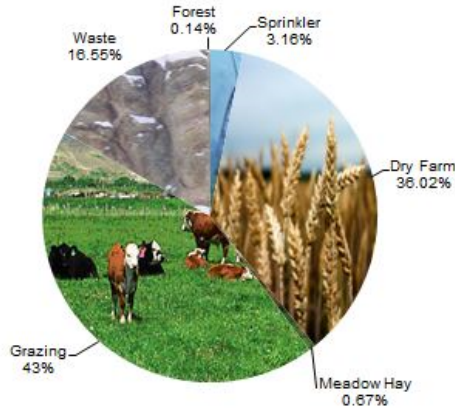 Forest
0.14%
Sprinkler
3.16%
Waste
16.55%
Dry Farm
36.02%
Grazing
43%
Meadow Hay
0.67%